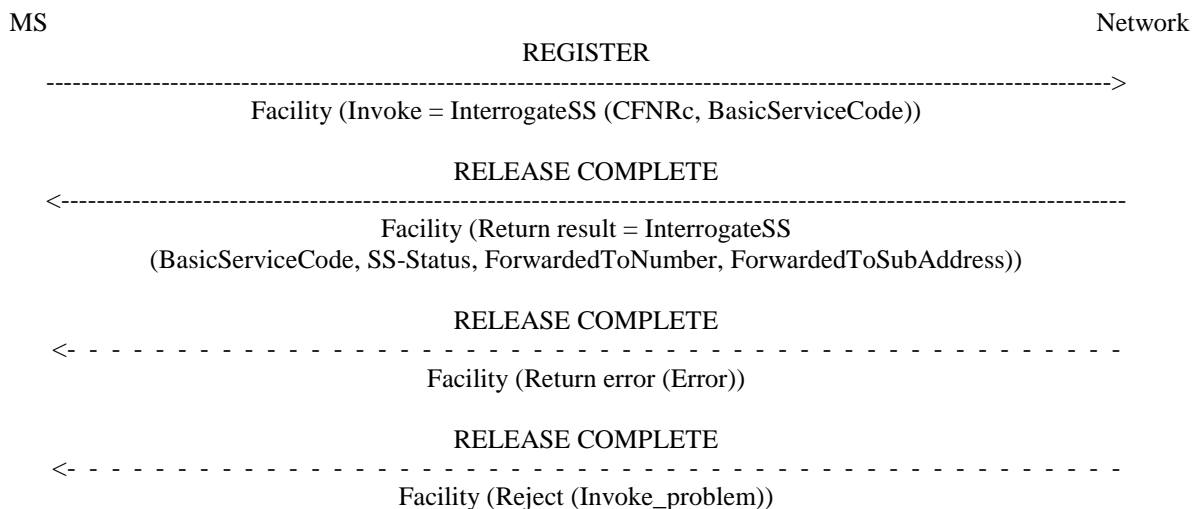 MS Network
REGISTER
Facility (Invoke = InterrogateSS (CFNRc, BasicServiceCode))
RELEASE COMPLETE
Facility (Return result = InterrogateSS
(BasicServiceCode, SS-Status, ForwardedToNumber, ForwardedToSubAddress))
RELEASE COMPLETE
Facility (Return error (Error))
RELEASE COMPLETE
Facility (Reject (Invoke_problem))